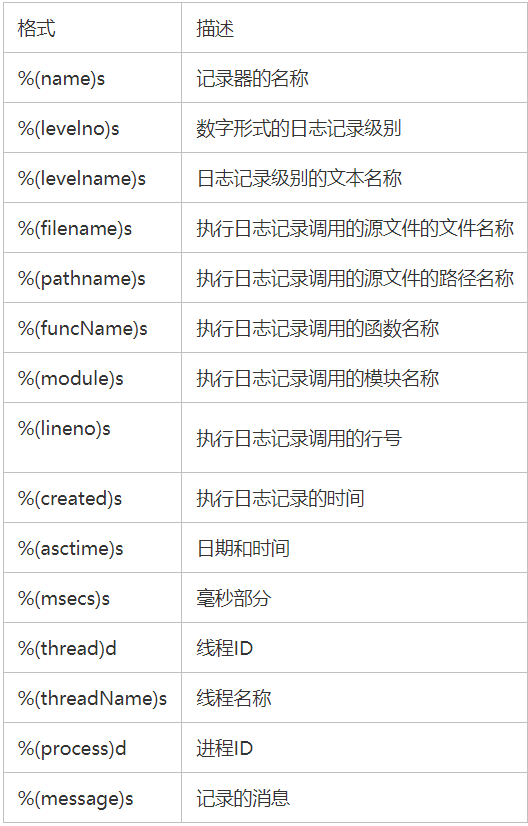 格式 描述
%(name)s 记录器的名称
%(levelno)s 数字形式的日志记录级别
%(levelname)s 日志记录级别的文本名称
%(filename)s 执行日志记录调用的源文件的文件名称
%(pathname)s 执行日志记录调用的源文件的路径名称
%(funcName)s 执行日志记录调用的函数名称
%(module)s 执行日志记录调用的模块名称
%(lineno)s 执行日志记录调用的行号
%(created)s 执行日志记录的时间
%(asctime)s 日期和时间
%(msecs)s 毫秒部分
%(thread)d 线程ID
%(threadName)s 线程名称
%(process)d 进程ID
%(message)s 记录的消息